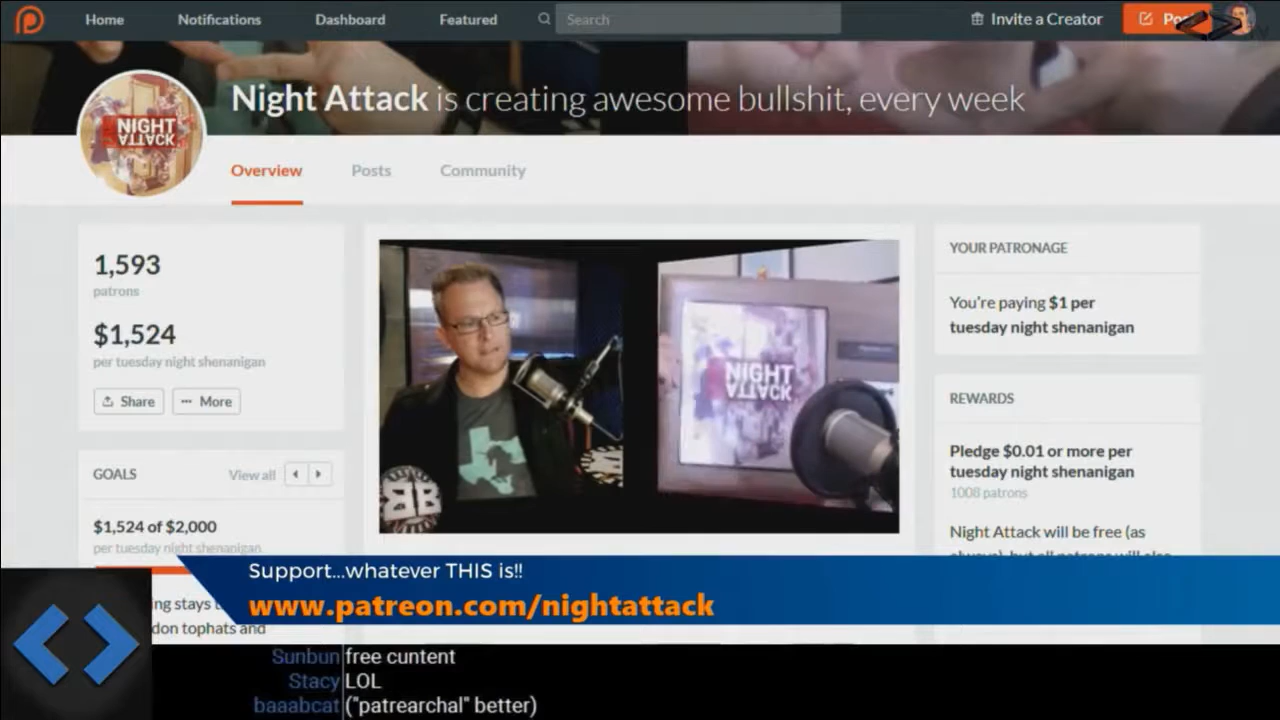 Home
Notifications
Dashboard
Featured
Search
Invite a Creator
Night Attack is creating awesome bullshit, every week
NIGHT
ATTACK
Overview
Posts
Community
1,593
patrons
$1,524
per tuesday night shenanigan
Share
More
GOALS
View all
$1,524 of $2,000
per tuesday night shenanigan
NIGHT
ATTACK
BB
YOUR PATRONAGE
You're paying $1 per
tuesday night shenanigan
REWARDS
Pledge $0.01 or more per
tuesday night shenanigan
1008 patrons
Night Attack will be free (as
Support...whatever THIS is!!
www.patreon.com/nightattack
Sunbun free cuntent
Stacy LOL
baaabcat ("patrearchal" better)